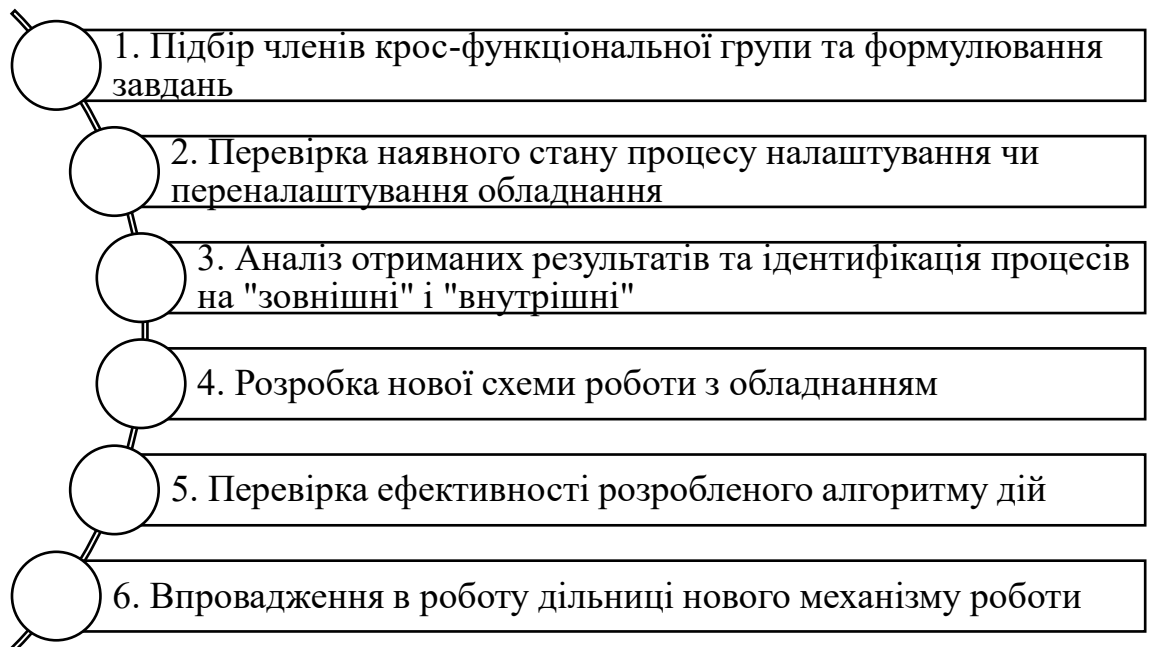 1. Підбір членів крос-функціональної групи та формулювання
завдань
2. Перевірка наявного стану процесу налаштування чи
переналаштування обладнання
3. Аналіз отриманих результатів та ідентифікація процесів
на "зовнішні" і "внутрішні"
4. Розробка нової схеми роботи з обладнанням
5. Перевірка ефективності розробленого алгоритму дій
6. Впровадження в роботу дільниці нового механізму роботи